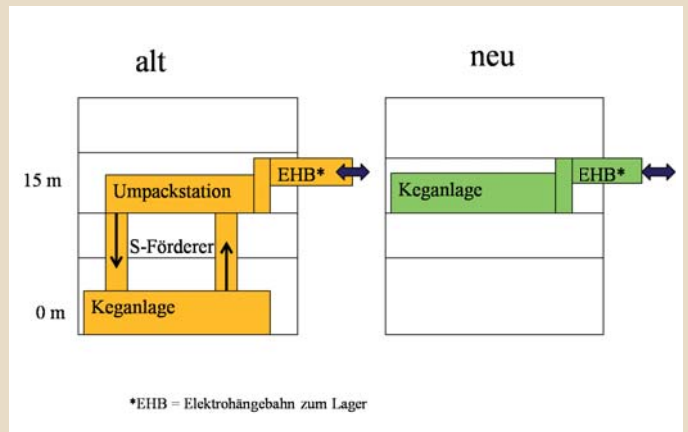 alt
neu
15 m
Umpackstation
EHB*
S-Förderer
0 m
Keganlage
Keganlage
EHB*
*EHB = Elektrohängebahn zum Lager